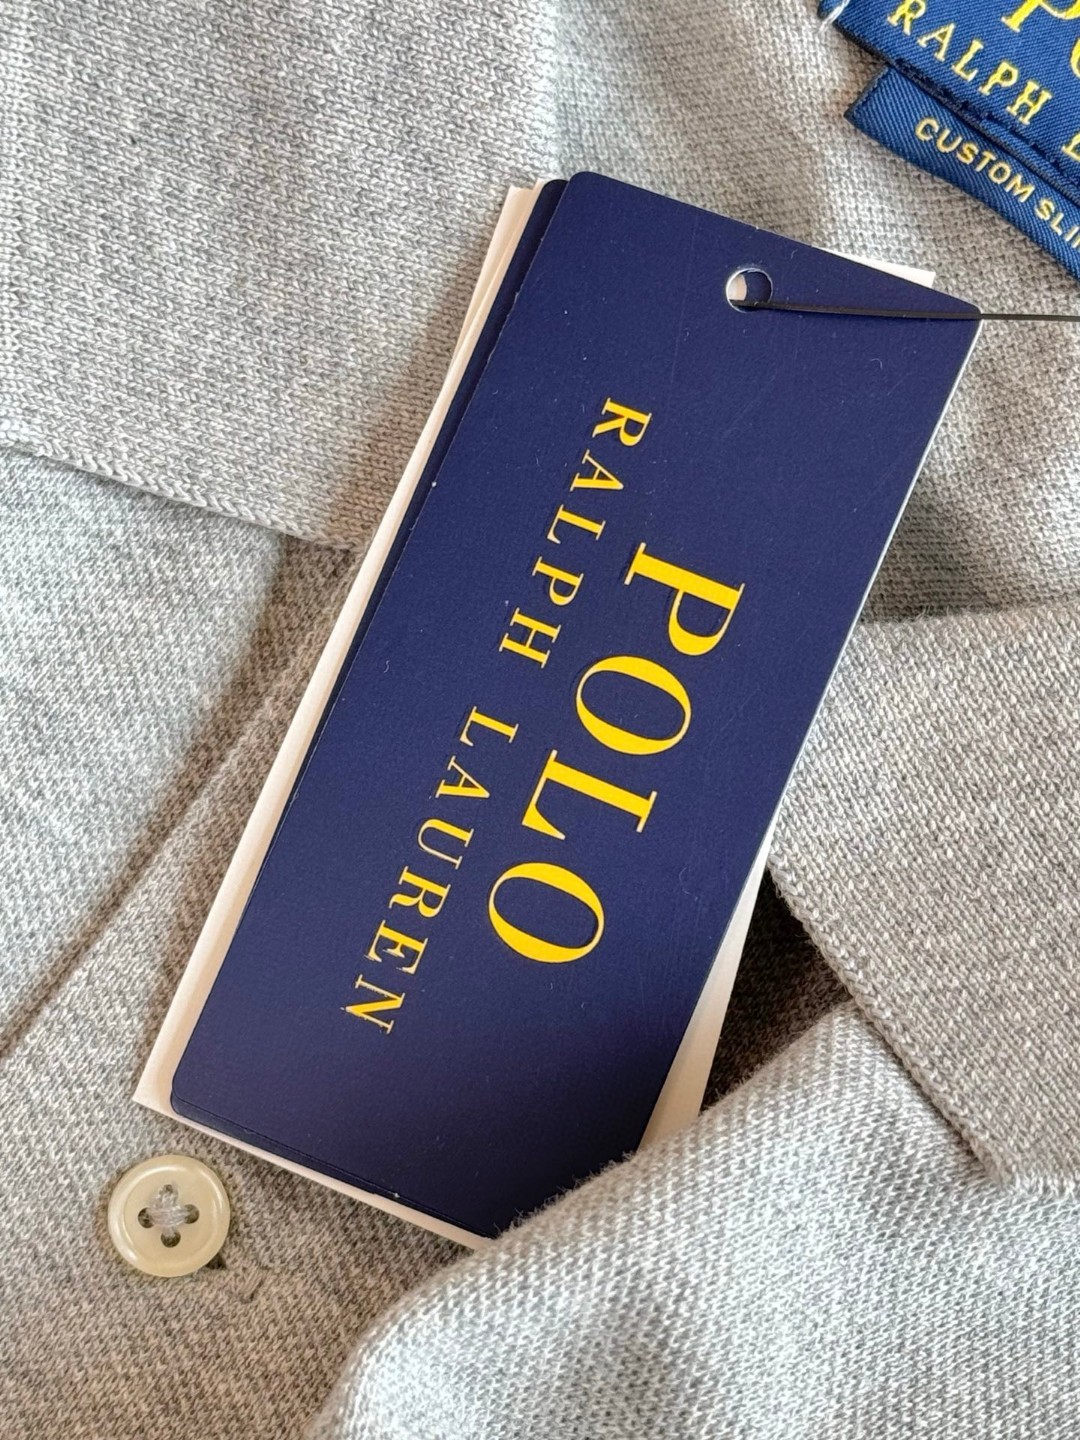 P
RALPH L
CUSTOM SLI
POLO
RALPH LAUREN